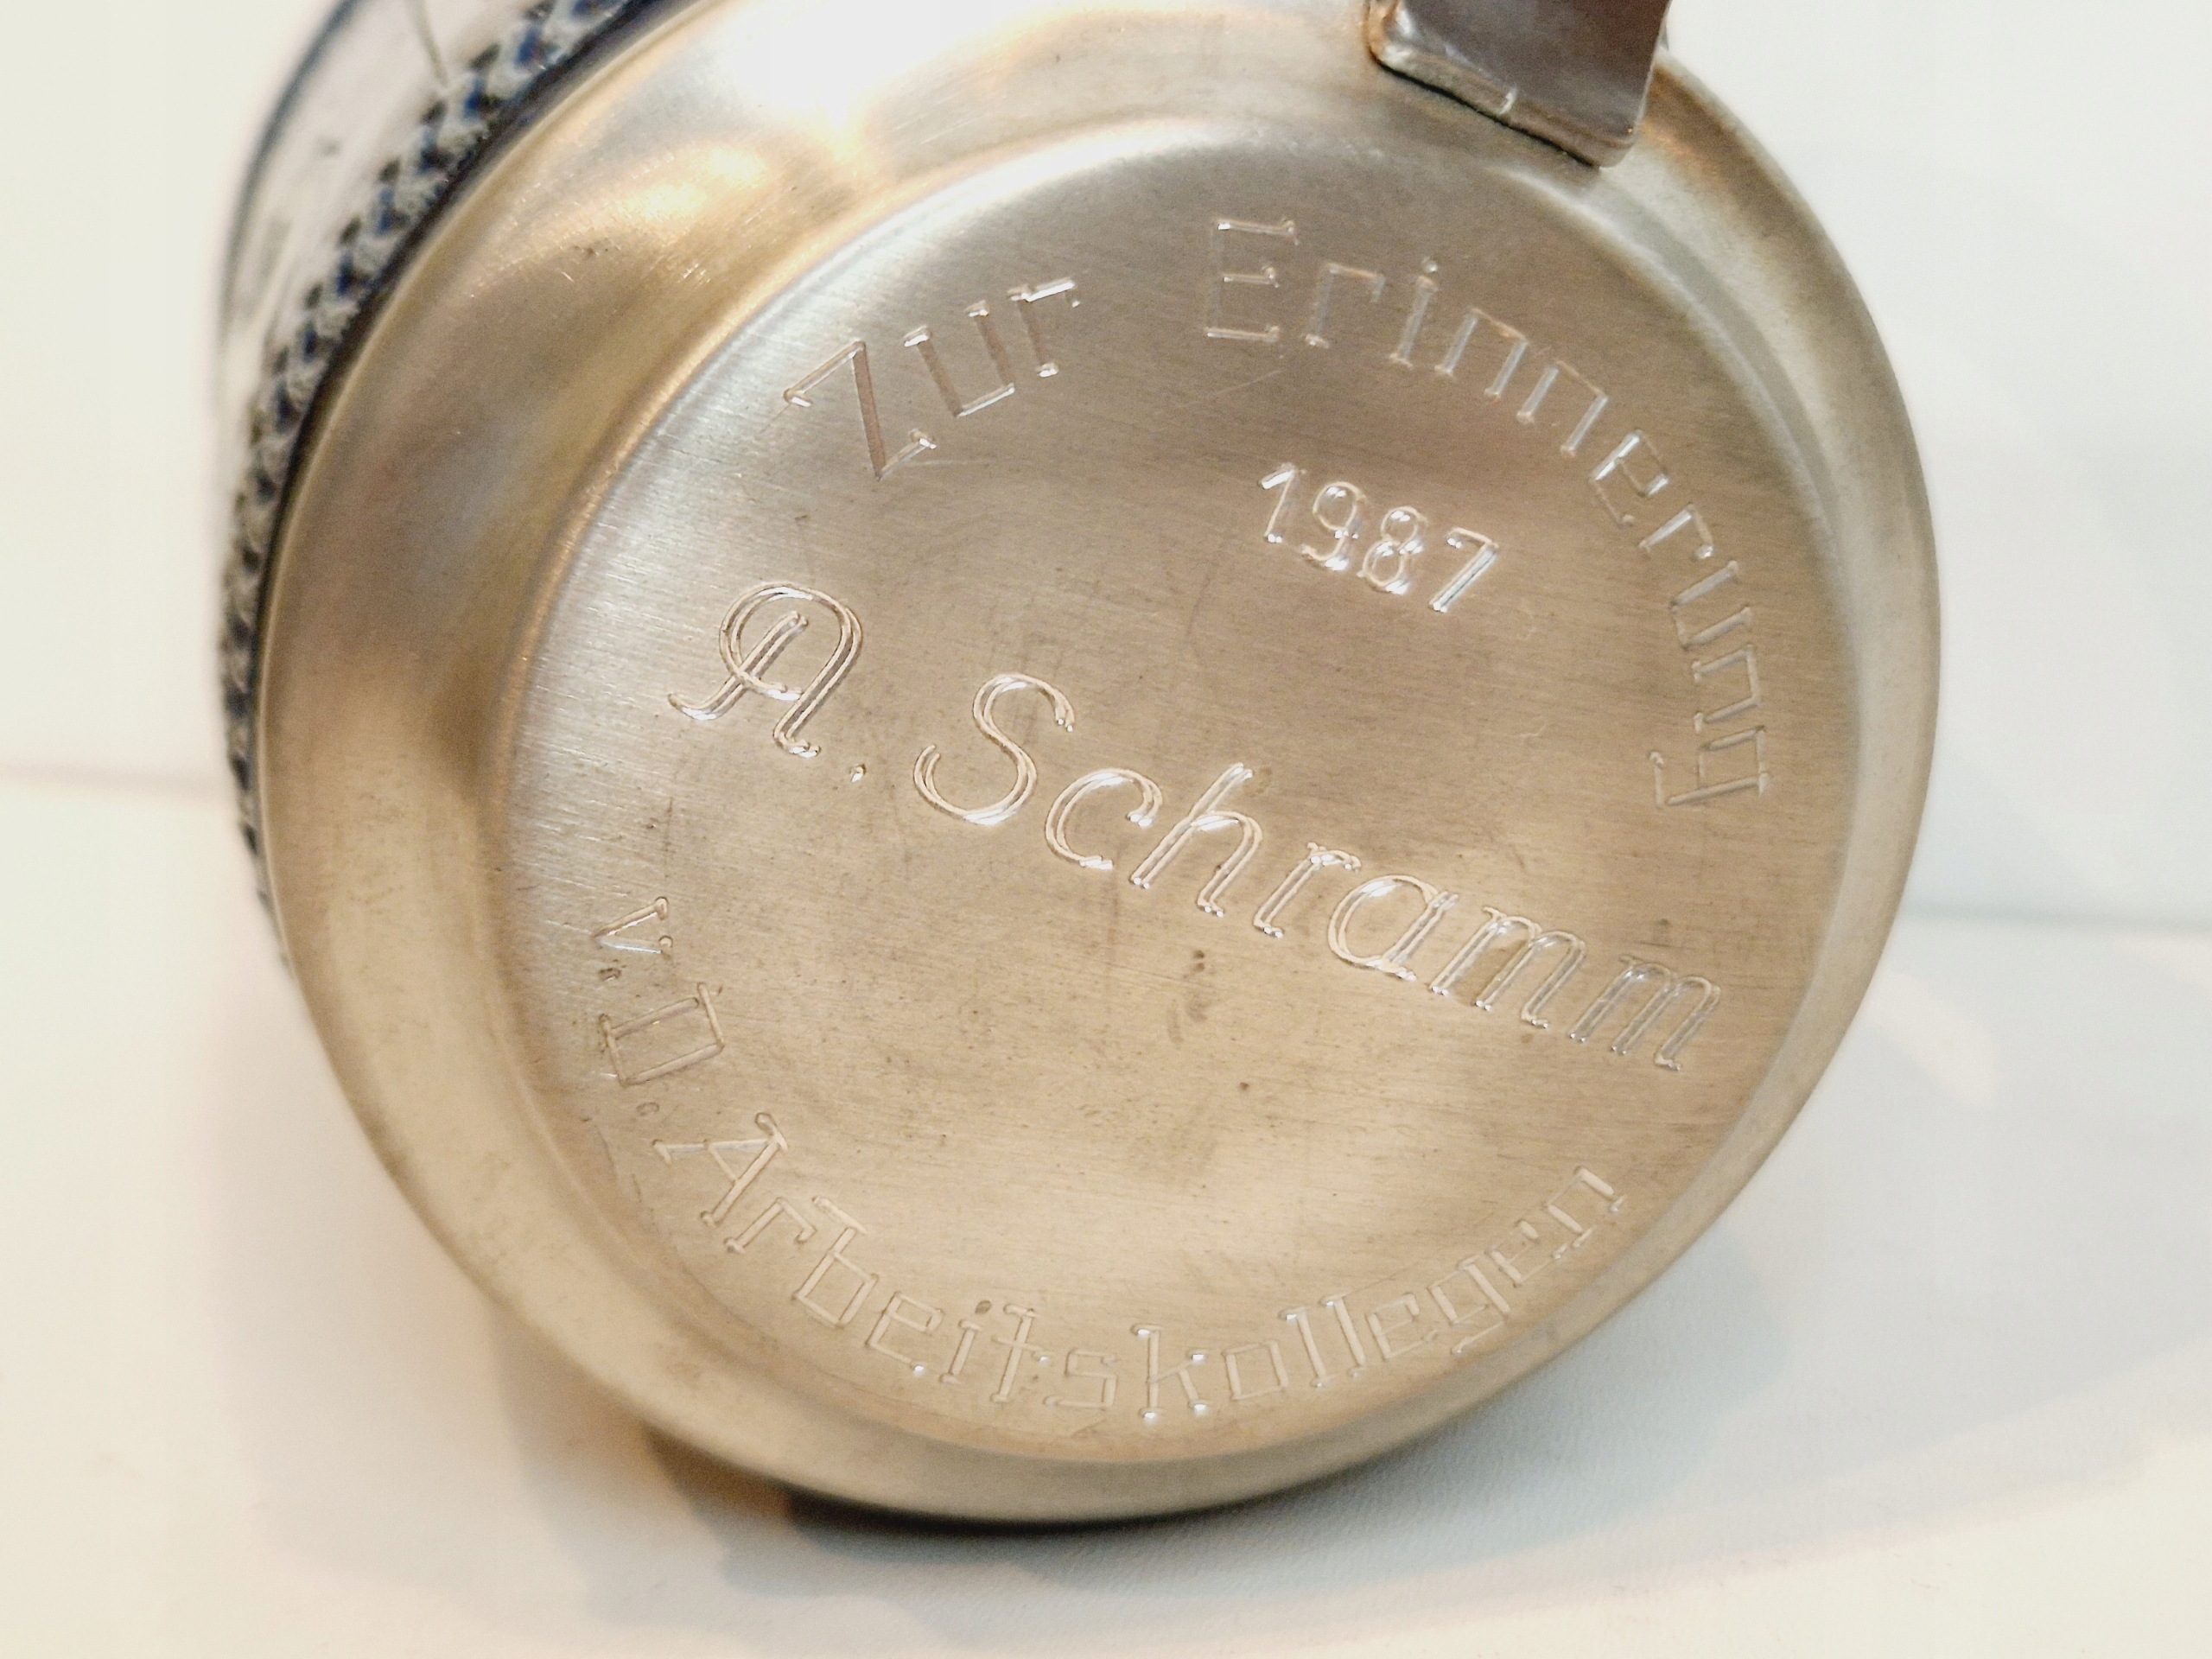 Zur Erinnerung
1987
A. Schramm
v. D. Arbeitskollegen